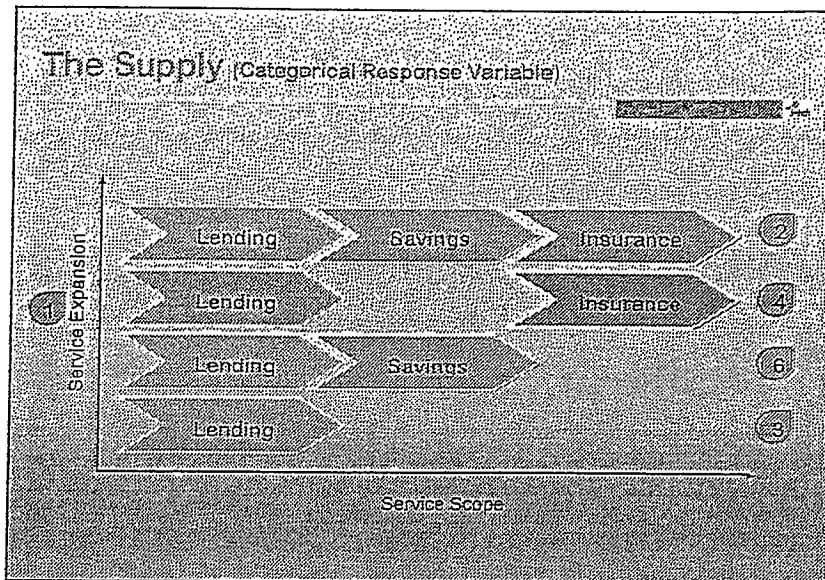 The Supply (Categorical Response Variable)
Lending Savings Insurance 2
Lending Insurance 4
1 Service Expansion
Lending Savings 6
Lending 3
Service Scope